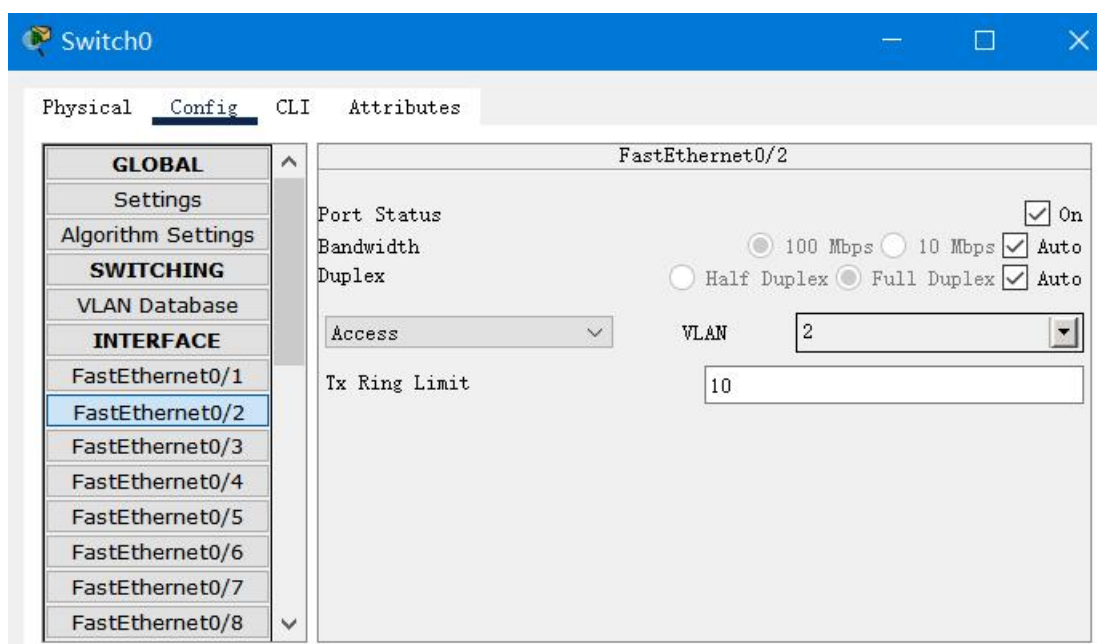 Switch0
Physical Config CLI Attributes
GLOBAL
Settings
Algorithm Settings
SWITCHING
VLAN Database
INTERFACE
FastEthernet0/1
FastEthernet0/2
FastEthernet0/3
FastEthernet0/4
FastEthernet0/5
FastEthernet0/6
FastEthernet0/7
FastEthernet0/8
FastEthernet0/2
Port Status On
Bandwidth 100 Mbps 10 Mbps Auto
Duplex Half Duplex Full Duplex Auto
Access VLAN 2
Tx Ring Limit 10